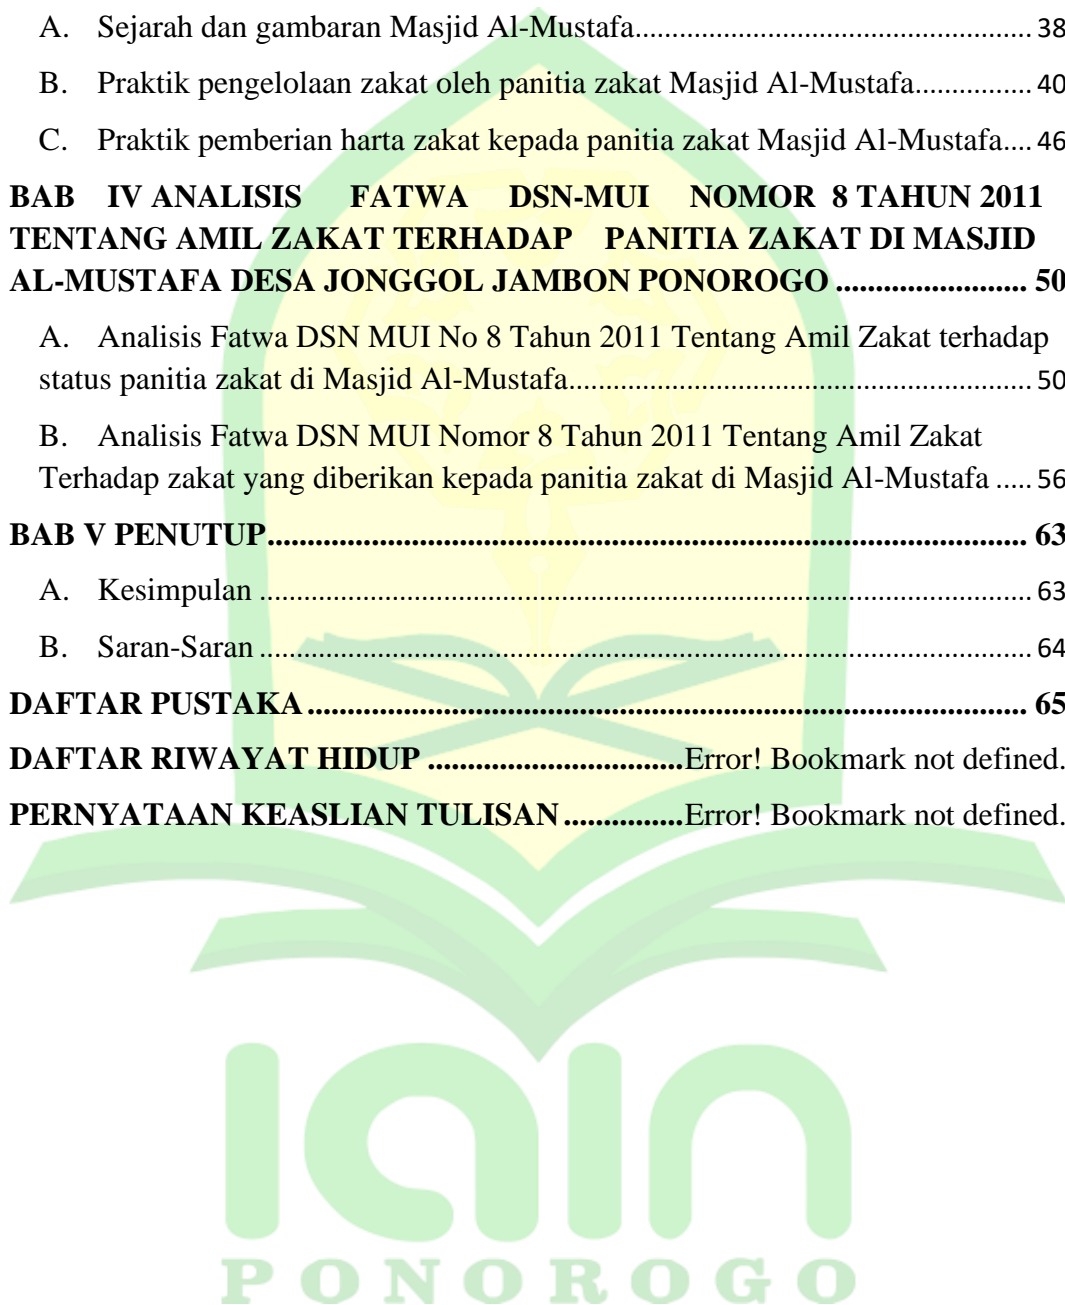 A. Sejarah dan gambaran Masjid Al-Mustafa.................................................... 38
B. Praktik pengelolaan zakat oleh panitia zakat Masjid Al-Mustafa................ 40
C. Praktik pemberian harta zakat kepada panitia zakat Masjid Al-Mustafa.... 46
BAB IV ANALISIS FATWA DSN-MUI NOMOR 8 TAHUN 2011
TENTANG AMIL ZAKAT TERHADAP PANITIA ZAKAT DI MASJID
AL-MUSTAFA DESA JONGGOL JAMBON PONOROGO ........................ 50
A. Analisis Fatwa DSN MUI No 8 Tahun 2011 Tentang Amil Zakat terhadap
status panitia zakat di Masjid Al-Mustafa............................................................. 50
B. Analisis Fatwa DSN MUI Nomor 8 Tahun 2011 Tentang Amil Zakat
Terhadap zakat yang diberikan kepada panitia zakat di Masjid Al-Mustafa ..... 56
BAB V PENUTUP............................................................................................ 63
A. Kesimpulan ........................................................................................................ 63
B. Saran-Saran ........................................................................................................ 64
DAFTAR PUSTAKA ....................................................................................... 65
DAFTAR RIWAYAT HIDUP ...............................Error! Bookmark not defined.
PERNYATAAN KEASLIAN TULISAN ...............Error! Bookmark not defined.
iain
PONOROGO